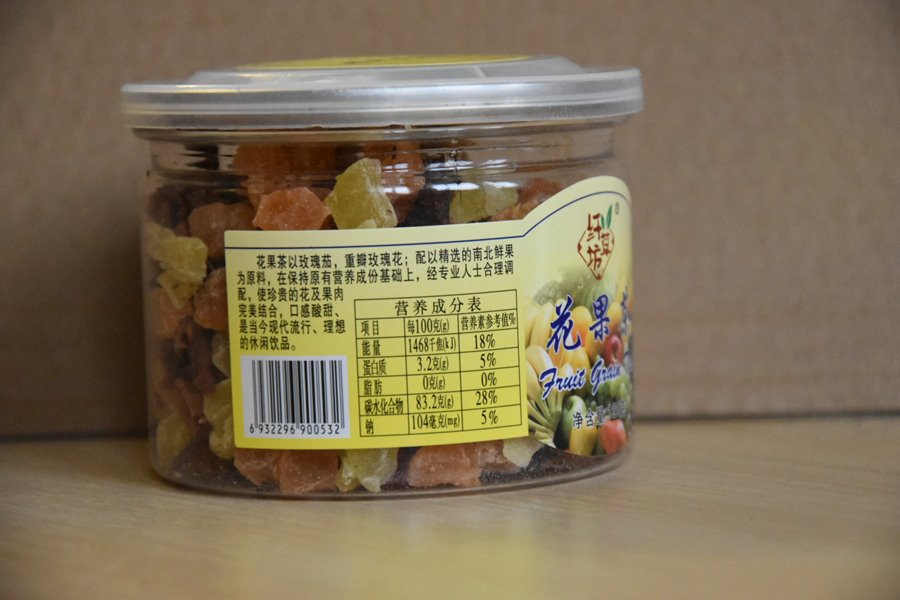 花果茶以玫瑰茄，重瓣玫瑰花；配以精选的南北鲜果
为原料，在保持原有营养成份基础上，经专业人士合理调
配，使珍贵的花及果肉
完美结合，口感酸甜、
是当今现代流行、理想
的休闲饮品。
营养成分表
项目 每100克(g) 营养素参考值%
能量 1468千焦(kJ) 18%
蛋白质 3.2克(g) 5%
脂肪 0克(g) 0%
碳水化合物 83.2克(g) 28%
钠 104毫克(mg) 5%
6 932296 900532
®
花果茶
Fruit Grain
净含量